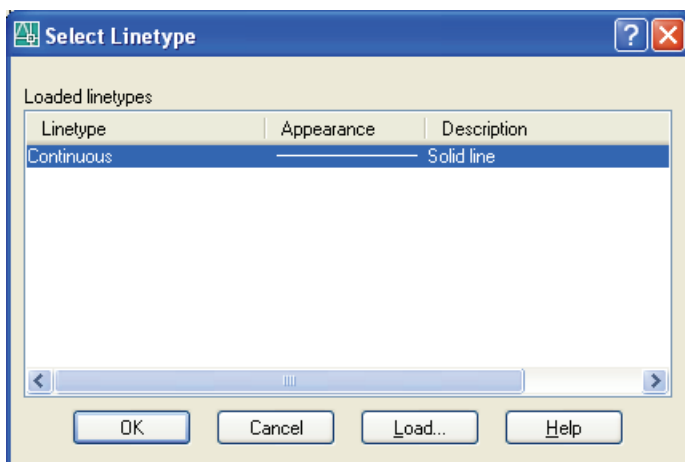 Select Linetype
Loaded linetypes
Linetype Appearance Description
Continuous Solid line
OK Cancel Load... Help